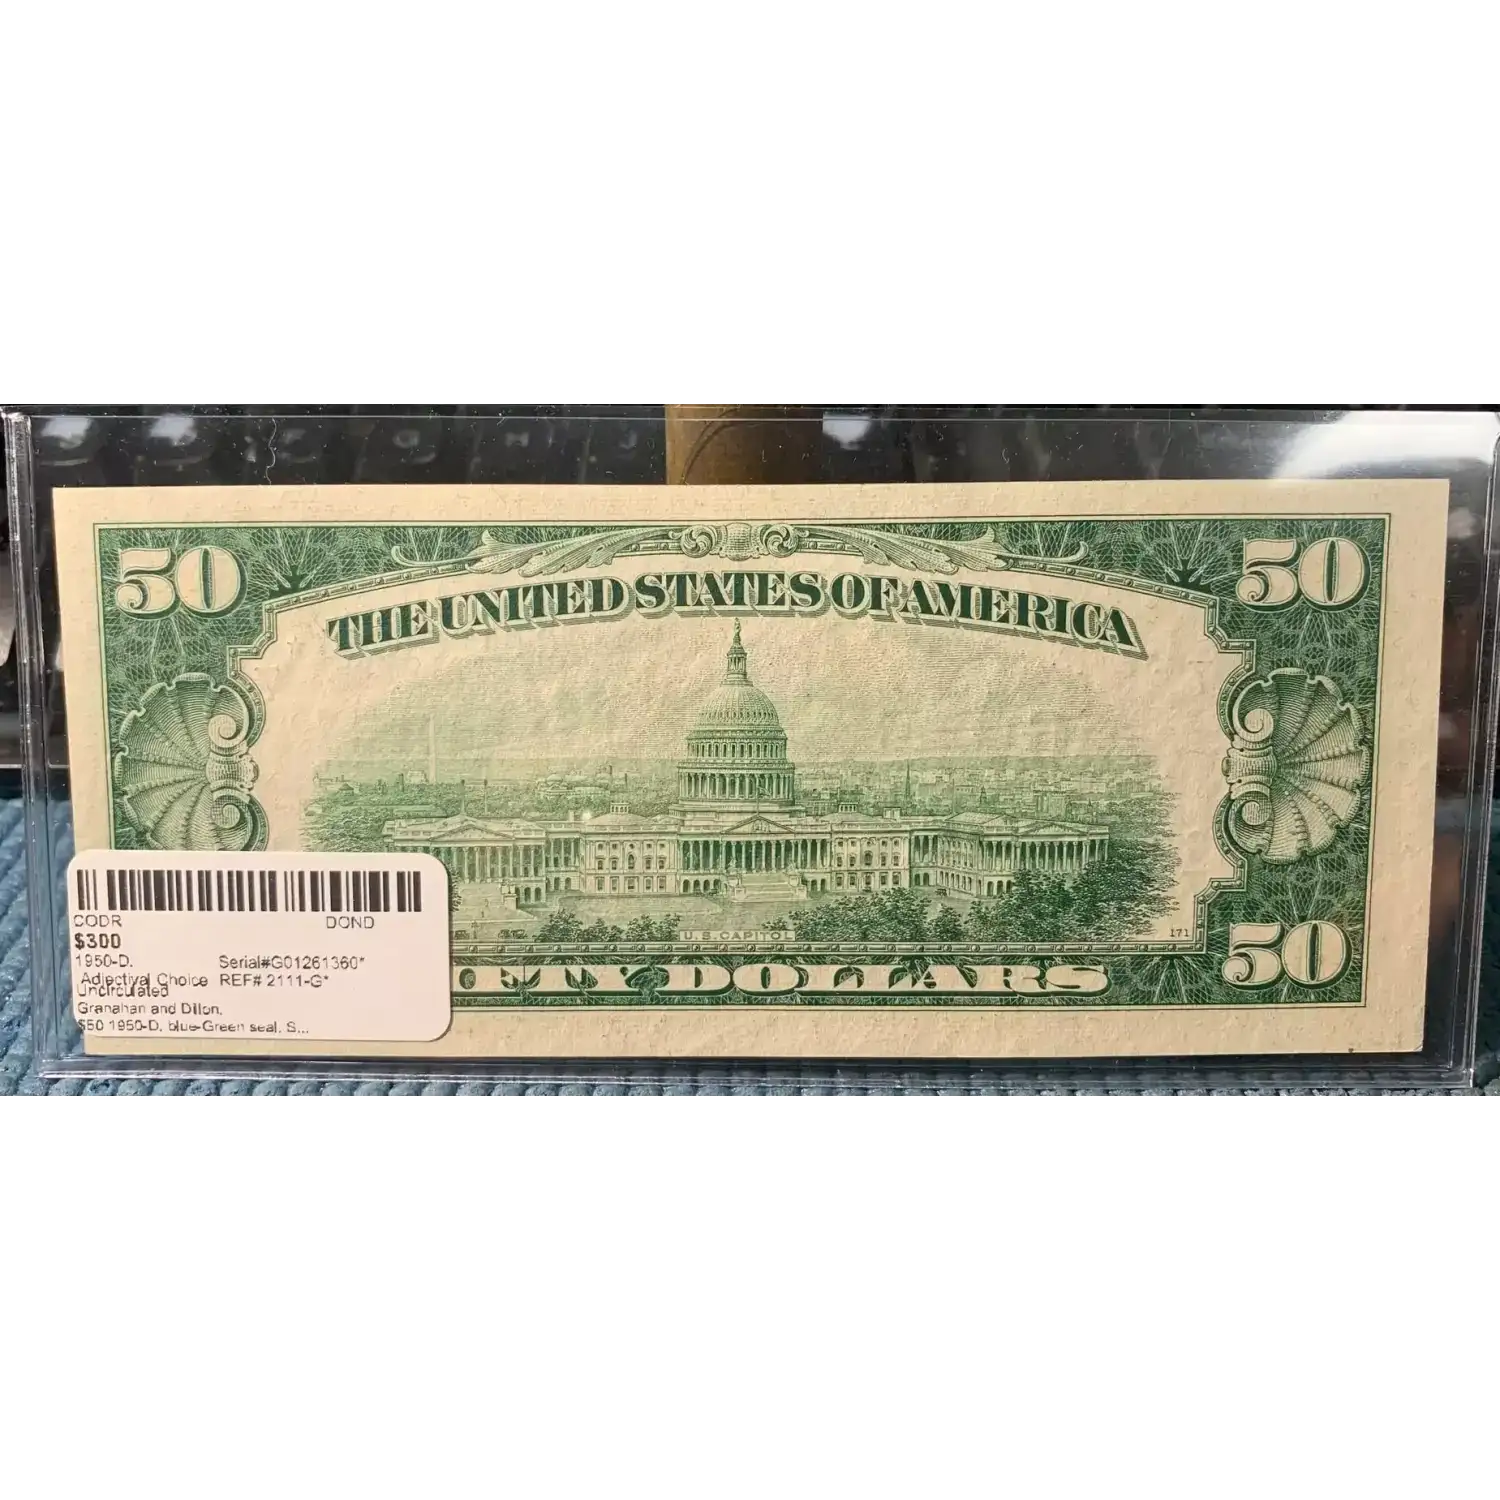 50 50
THE UNITED STATES OF AMERICA
U.S. CAPITOL
171
50
FIFTY DOLLARS
CODR DOND
$300
1950-D. Serial#G01261360*
Adjectival Choice REF# 2111-G*
Uncirculated
Granahan and Dillon,
$50 1950-D. blue-Green seal. S...